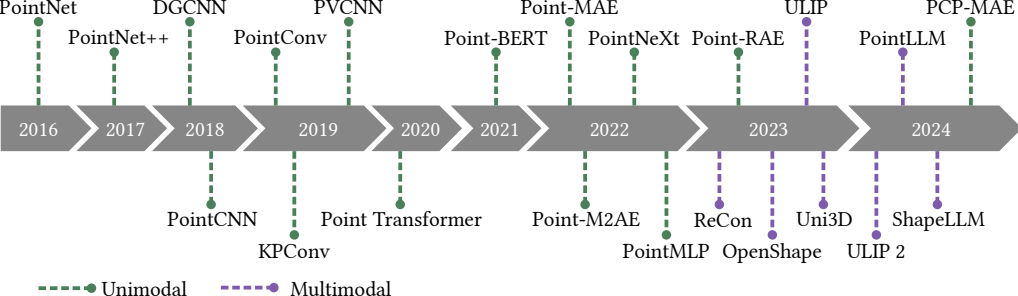 PointNet DGCNN PVCNN Point-MAE ULIP PCP-MAE
PointNet++ PointConv Point-BERT PointNeXt Point-RAE PointLLM
2016 2017 2018 2019 2020 2021 2022 2023 2024
PointCNN Point Transformer Point-M2AE ReCon Uni3D ShapeLLM
KPConv PointMLP OpenShape ULIP 2
Unimodal Multimodal